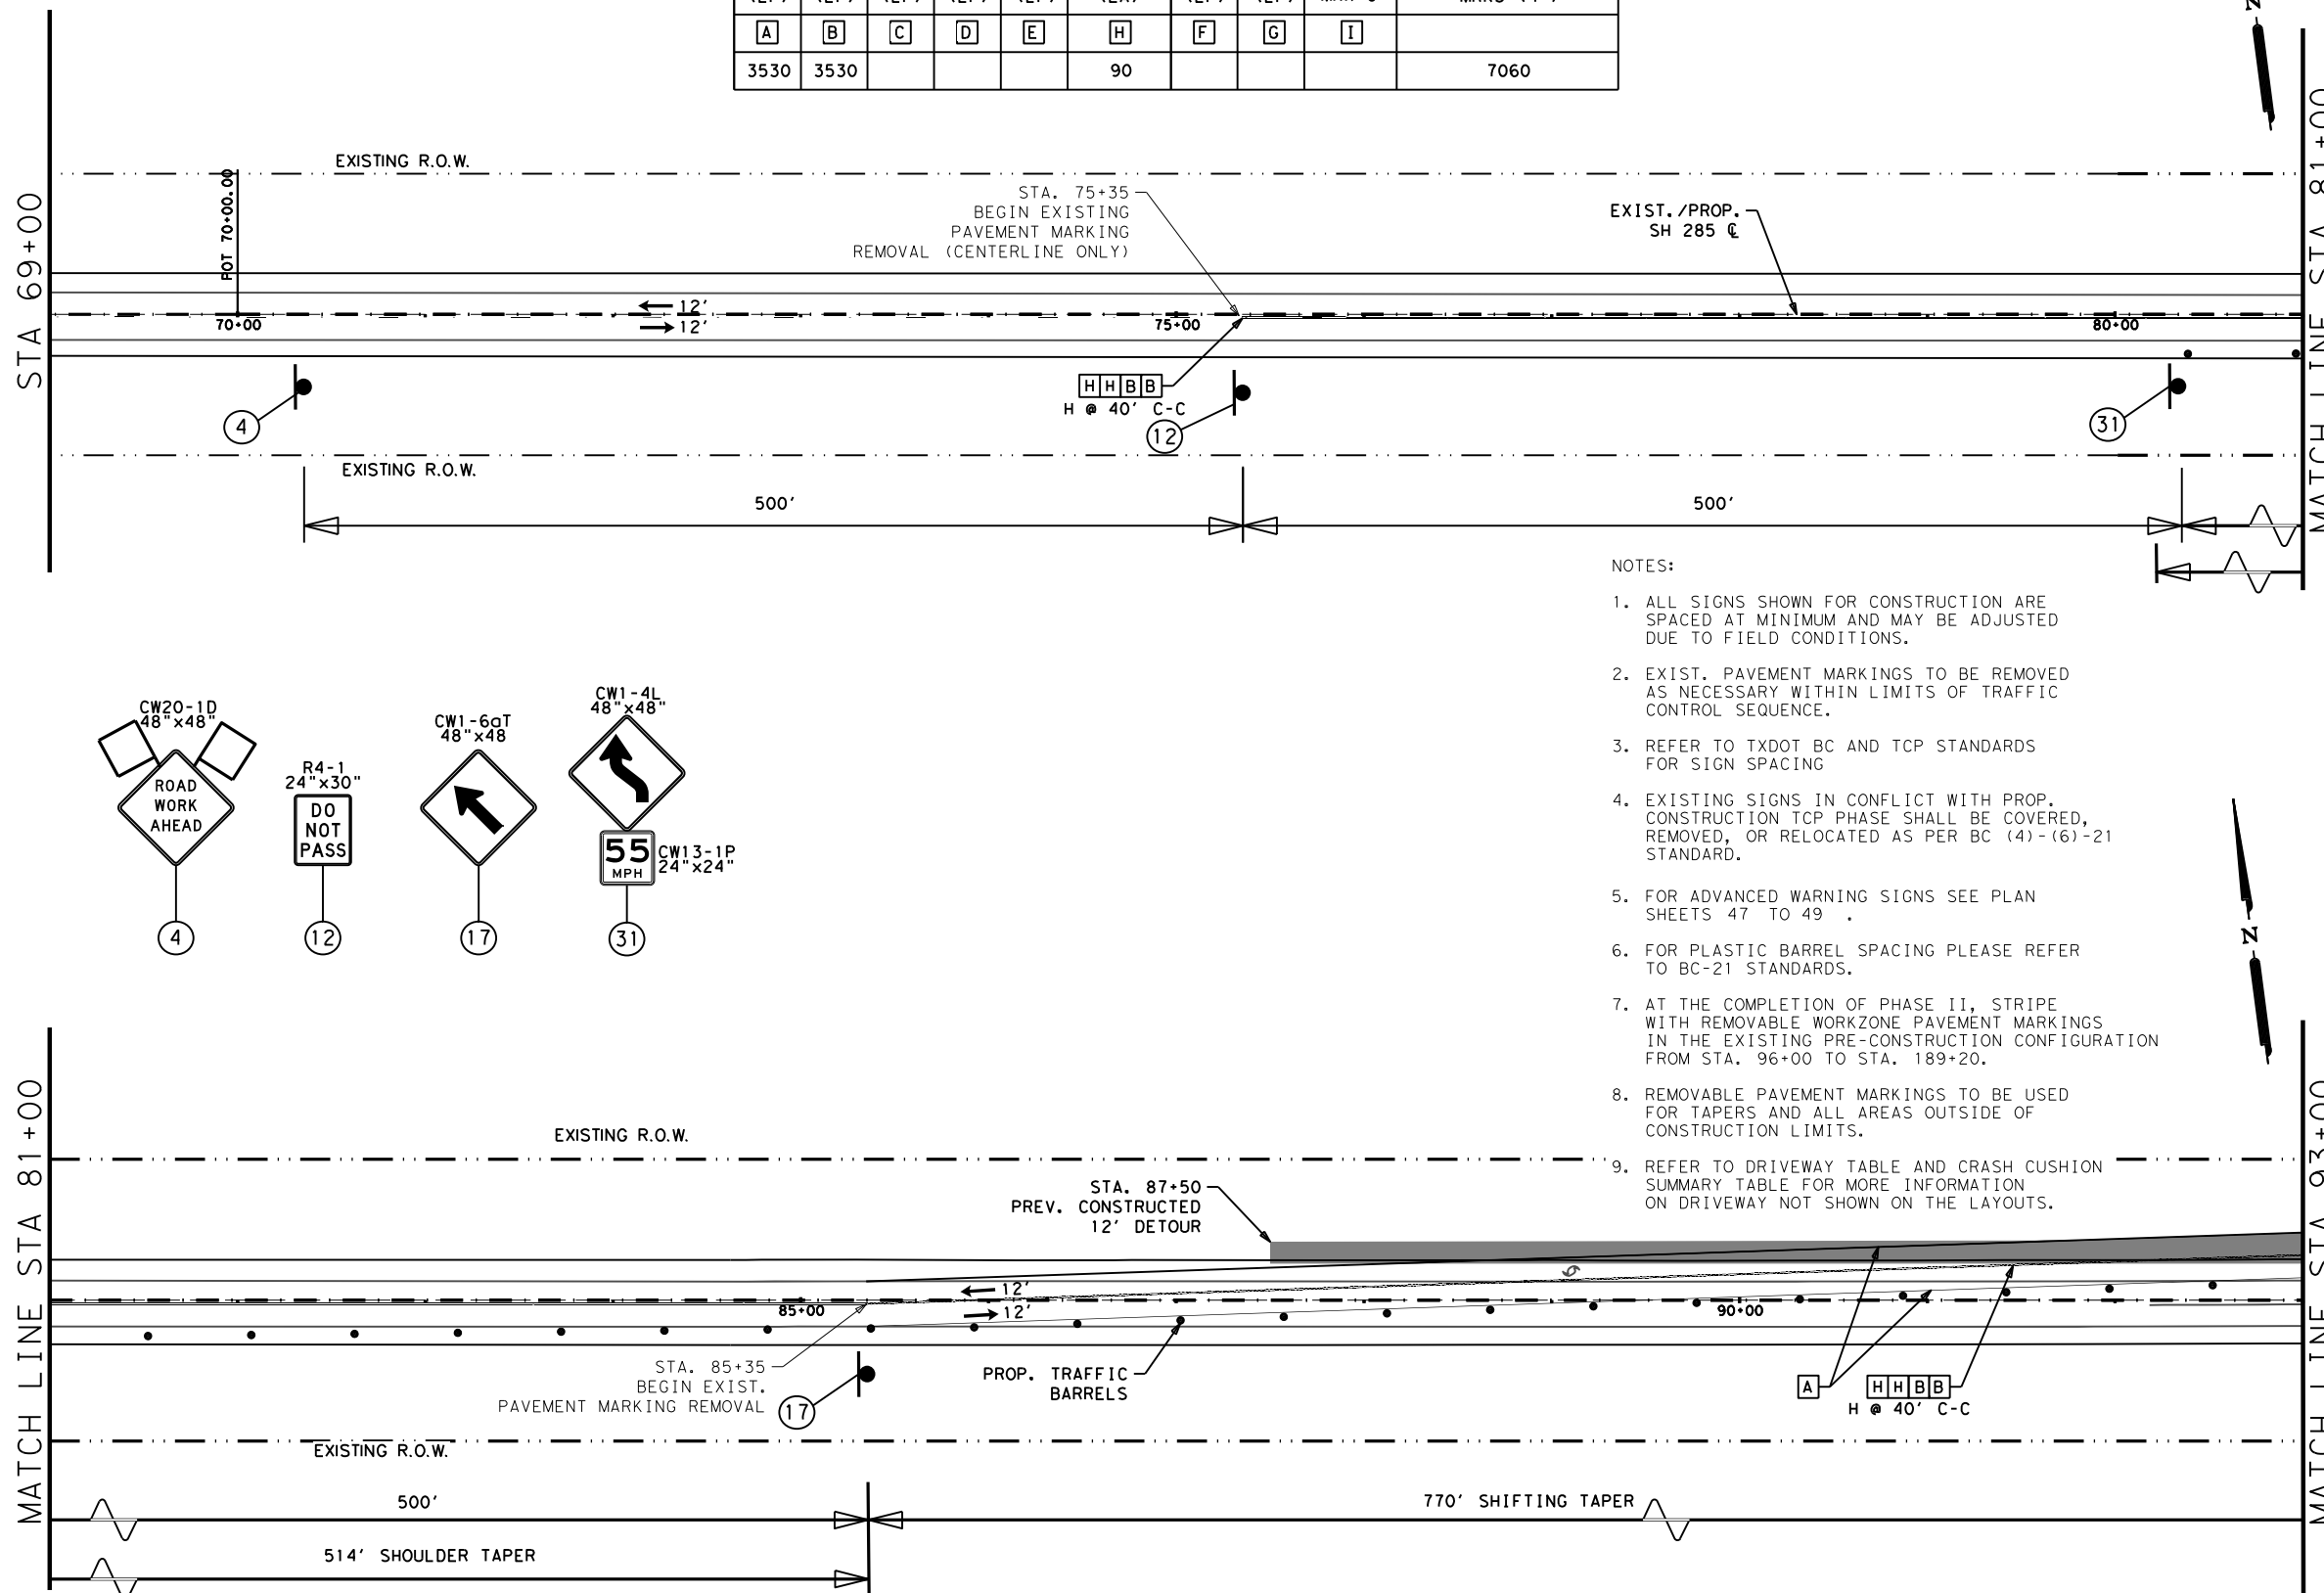 A B C D E H F G I
3530 3530 90 7060
N
EXISTING R.O.W.
POT 70+00.00
STA. 75+35
BEGIN EXISTING
PAVEMENT MARKING
REMOVAL (CENTERLINE ONLY)
EXIST./PROP.
SH 285 ℄
STA 69+00
MATCH LINE STA 81+00
12'
12'
70+00
75+00
80+00
HHBB
H @ 40' C-C
4
12
31
EXISTING R.O.W.
500'
500'
NOTES:
1. ALL SIGNS SHOWN FOR CONSTRUCTION ARE
SPACED AT MINIMUM AND MAY BE ADJUSTED
DUE TO FIELD CONDITIONS.
2. EXIST. PAVEMENT MARKINGS TO BE REMOVED
AS NECESSARY WITHIN LIMITS OF TRAFFIC
CONTROL SEQUENCE.
3. REFER TO TXDOT BC AND TCP STANDARDS
FOR SIGN SPACING
4. EXISTING SIGNS IN CONFLICT WITH PROP.
CONSTRUCTION TCP PHASE SHALL BE COVERED,
REMOVED, OR RELOCATED AS PER BC (4)-(6)-21
STANDARD.
5. FOR ADVANCED WARNING SIGNS SEE PLAN
SHEETS 47 TO 49 .
6. FOR PLASTIC BARREL SPACING PLEASE REFER
TO BC-21 STANDARDS.
7. AT THE COMPLETION OF PHASE II, STRIPE
WITH REMOVABLE WORKZONE PAVEMENT MARKINGS
IN THE EXISTING PRE-CONSTRUCTION CONFIGURATION
FROM STA. 96+00 TO STA. 189+20.
8. REMOVABLE PAVEMENT MARKINGS TO BE USED
FOR TAPERS AND ALL AREAS OUTSIDE OF
CONSTRUCTION LIMITS.
9. REFER TO DRIVEWAY TABLE AND CRASH CUSHION
SUMMARY TABLE FOR MORE INFORMATION
ON DRIVEWAY NOT SHOWN ON THE LAYOUTS.
CW20-1D
48"x48"
ROAD
WORK
AHEAD
4
R4-1
24"x30"
DO
NOT
PASS
12
CW1-6aT
48"x48
17
CW1-4L
48"x48"
55
MPH
CW13-1P
24"x24"
31
N
MATCH LINE STA 81+00
MATCH LINE STA 93+00
EXISTING R.O.W.
STA. 87+50
PREV. CONSTRUCTED
12' DETOUR
12'
12'
85+00
90+00
STA. 85+35
BEGIN EXIST.
PAVEMENT MARKING REMOVAL
17
PROP. TRAFFIC
BARRELS
A
HHBB
H @ 40' C-C
EXISTING R.O.W.
500'
770' SHIFTING TAPER
514' SHOULDER TAPER